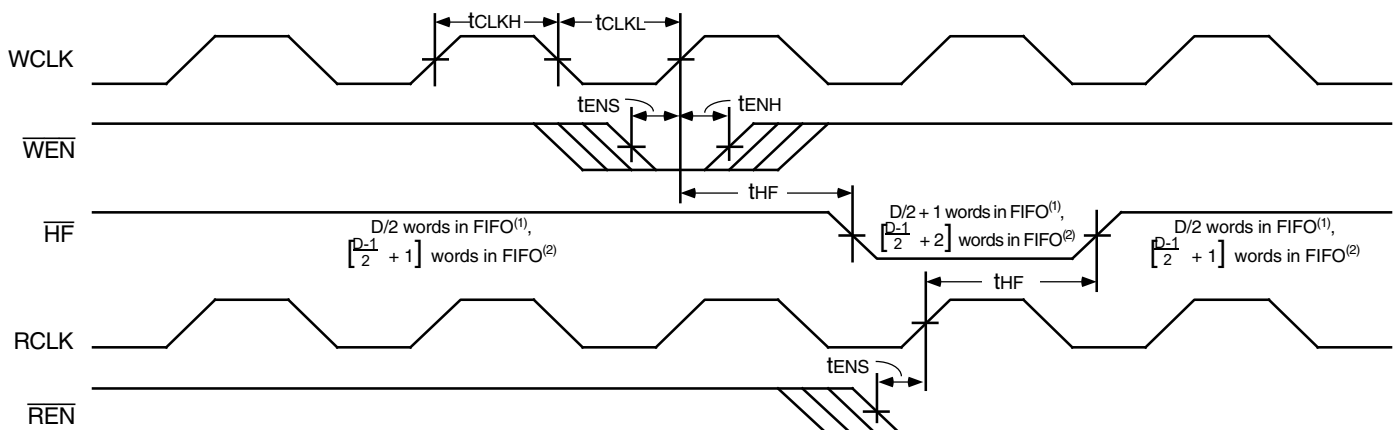 tCLKH tCLKL
WCLK
tENS tENH
WEN
tHF
HF
D/2 words in FIFO(1),
[D-1/2 + 1] words in FIFO(2)
D/2 + 1 words in FIFO(1),
[D-1/2 + 2] words in FIFO(2)
D/2 words in FIFO(1),
[D-1/2 + 1] words in FIFO(2)
tHF
RCLK
tENS
REN